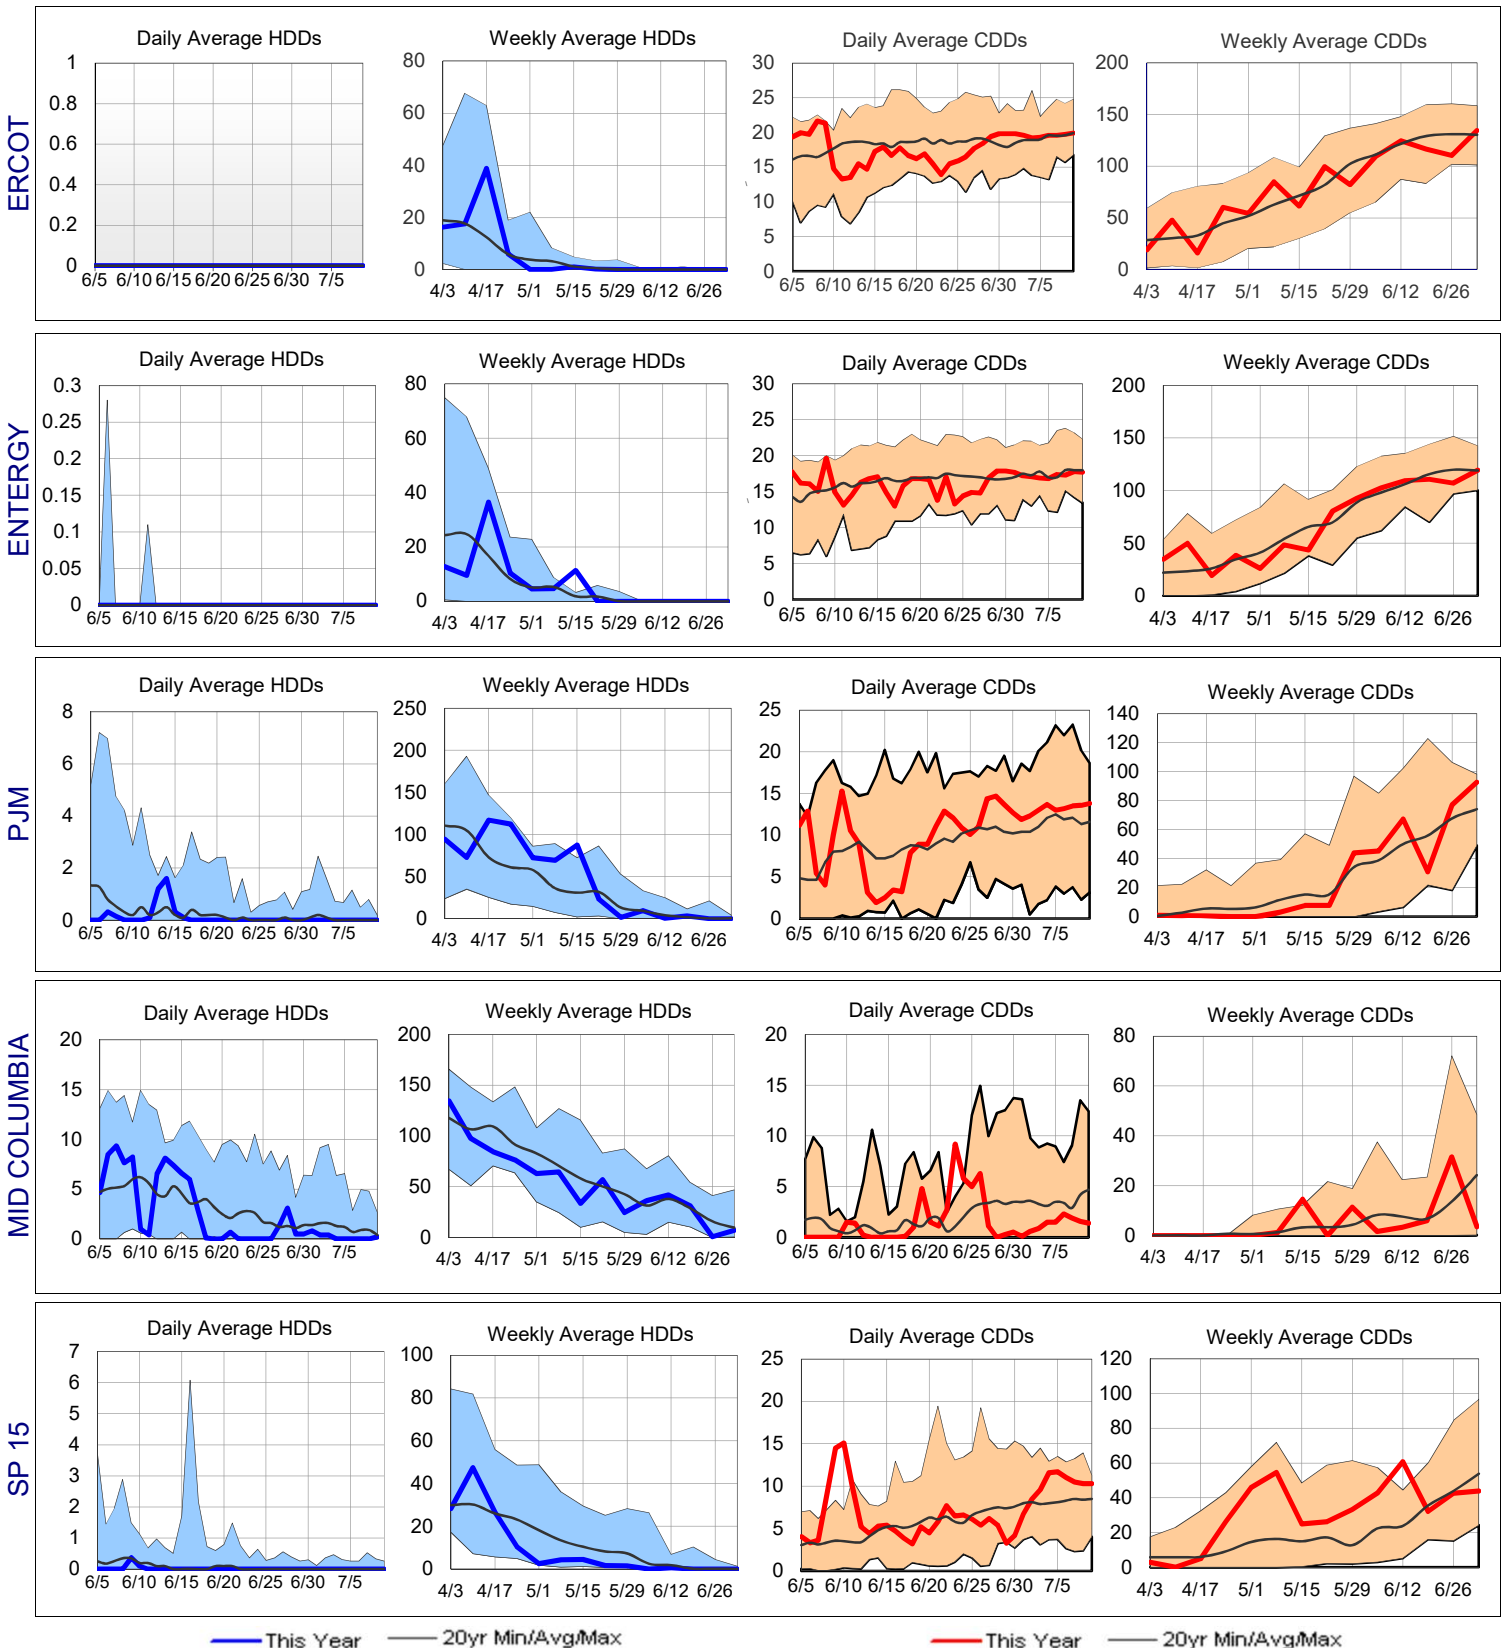 ERCOT
Daily Average HDDs
1
0.8
0.6
0.4
0.2
0
6/5 6/10 6/15 6/20 6/25 6/30 7/5
Weekly Average HDDs
80
60
40
20
0
4/3 4/17 5/1 5/15 5/29 6/12 6/26
Daily Average CDDs
30
25
20
15
10
5
0
6/5 6/10 6/15 6/20 6/25 6/30 7/5
Weekly Average CDDs
200
150
100
50
0
4/3 4/17 5/1 5/15 5/29 6/12 6/26
ENTERGY
Daily Average HDDs
0.3
0.25
0.2
0.15
0.1
0.05
0
6/5 6/10 6/15 6/20 6/25 6/30 7/5
Weekly Average HDDs
80
60
40
20
0
4/3 4/17 5/1 5/15 5/29 6/12 6/26
Daily Average CDDs
30
25
20
15
10
5
0
6/5 6/10 6/15 6/20 6/25 6/30 7/5
Weekly Average CDDs
200
150
100
50
0
4/3 4/17 5/1 5/15 5/29 6/12 6/26
PJM
Daily Average HDDs
8
6
4
2
0
6/5 6/10 6/15 6/20 6/25 6/30 7/5
Weekly Average HDDs
250
200
150
100
50
0
4/3 4/17 5/1 5/15 5/29 6/12 6/26
Daily Average CDDs
25
20
15
10
5
0
6/5 6/10 6/15 6/20 6/25 6/30 7/5
Weekly Average CDDs
140
120
100
80
60
40
20
0
4/3 4/17 5/1 5/15 5/29 6/12 6/26
MID COLUMBIA
Daily Average HDDs
20
15
10
5
0
6/5 6/10 6/15 6/20 6/25 6/30 7/5
Weekly Average HDDs
200
150
100
50
0
4/3 4/17 5/1 5/15 5/29 6/12 6/26
Daily Average CDDs
20
15
10
5
0
6/5 6/10 6/15 6/20 6/25 6/30 7/5
Weekly Average CDDs
80
60
40
20
0
4/3 4/17 5/1 5/15 5/29 6/12 6/26
SP 15
Daily Average HDDs
7
6
5
4
3
2
1
0
6/5 6/10 6/15 6/20 6/25 6/30 7/5
Weekly Average HDDs
100
80
60
40
20
0
4/3 4/17 5/1 5/15 5/29 6/12 6/26
Daily Average CDDs
25
20
15
10
5
0
6/5 6/10 6/15 6/20 6/25 6/30 7/5
Weekly Average CDDs
120
100
80
60
40
20
0
4/3 4/17 5/1 5/15 5/29 6/12 6/26
This Year 20yr Min/Avg/Max This Year 20yr Min/Avg/Max